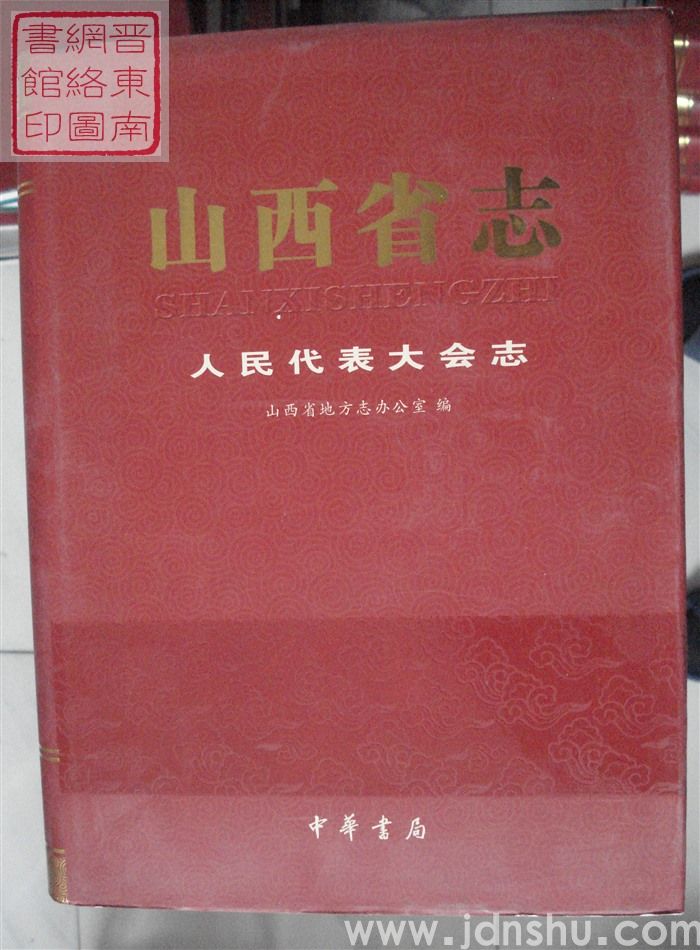 晋東南
網絡圖
書館印
山西省志
SHANXISHENGZHI
人民代表大会志
山西省地方志办公室 编
中華書局
www.jdnshu.com